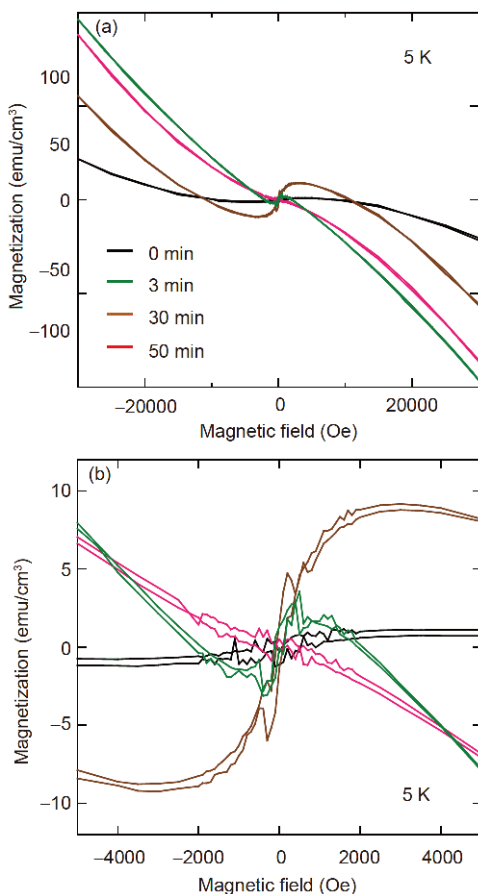 (a)
5 K
100
50
0
−50
−100
Magnetization (emu/cm³)
0 min
3 min
30 min
50 min
−20000
0
20000
Magnetic field (Oe)
(b)
10
5
0
−5
−10
Magnetization (emu/cm³)
5 K
−4000
−2000
0
2000
4000
Magnetic field (Oe)